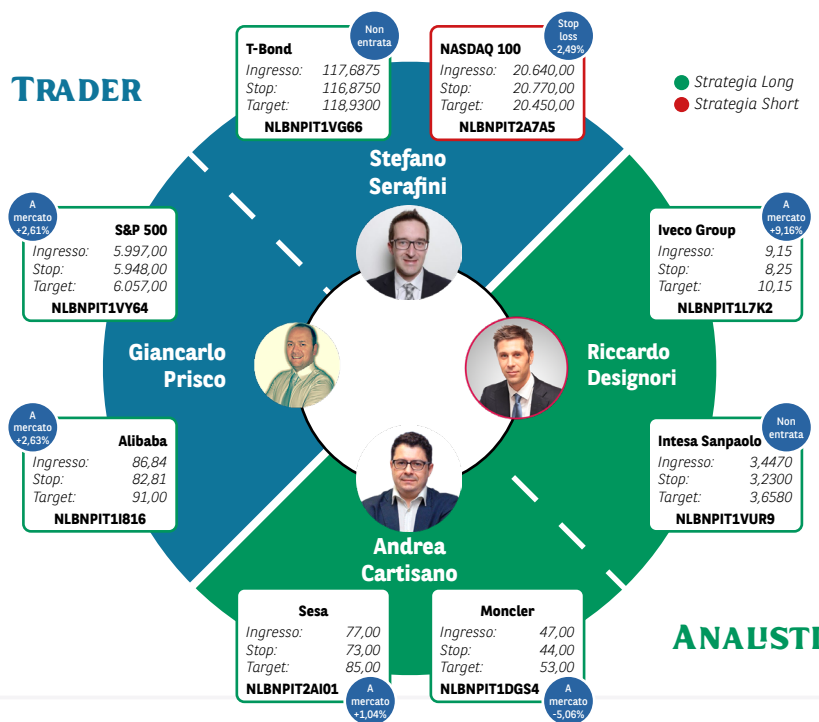 TRADER
T-Bond
Non
entrata
Ingresso: 117,6875
Stop: 116,8750
Target: 118,9300
NLBNPIT1VG66
NASDAQ 100
Stop
loss
-2,49%
Ingresso: 20.640,00
Stop: 20.770,00
Target: 20.450,00
NLBNPIT2A7A5
Strategia Long
Strategia Short
Stefano
Serafini
A
mercato
+2,61%
S&P 500
Ingresso: 5.997,00
Stop: 5.948,00
Target: 6.057,00
NLBNPIT1VY64
A
mercato
+9,16%
Iveco Group
Ingresso: 9,15
Stop: 8,25
Target: 10,15
NLBNPIT1L7K2
Giancarlo
Prisco
Riccardo
Designori
A
mercato
+2,63%
Alibaba
Ingresso: 86,84
Stop: 82,81
Target: 91,00
NLBNPIT1I816
Non
entrata
Intesa Sanpaolo
Ingresso: 3,4470
Stop: 3,2300
Target: 3,6580
NLBNPIT1VUR9
Andrea
Cartisano
Sesa
Ingresso: 77,00
Stop: 73,00
Target: 85,00
NLBNPIT2AI01
A
mercato
+1,04%
Moncler
Ingresso: 47,00
Stop: 44,00
Target: 53,00
NLBNPIT1DGS4
A
mercato
-5,06%
ANALISTI